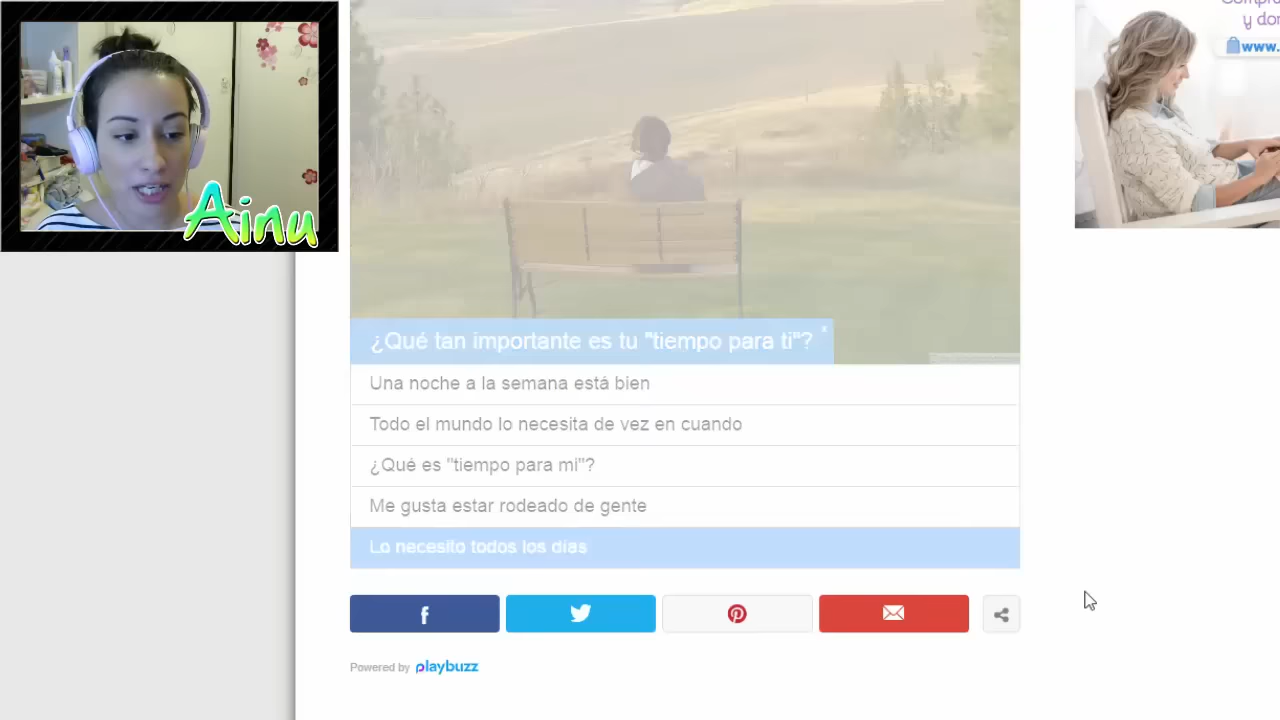 Ainu
y don
www.
¿Qué tan importante es tu "tiempo para ti"?
x
Una noche a la semana está bien
Todo el mundo lo necesita de vez en cuando
¿Qué es "tiempo para mi"?
Me gusta estar rodeado de gente
Lo necesito todos los días
f
Powered by playbuzz